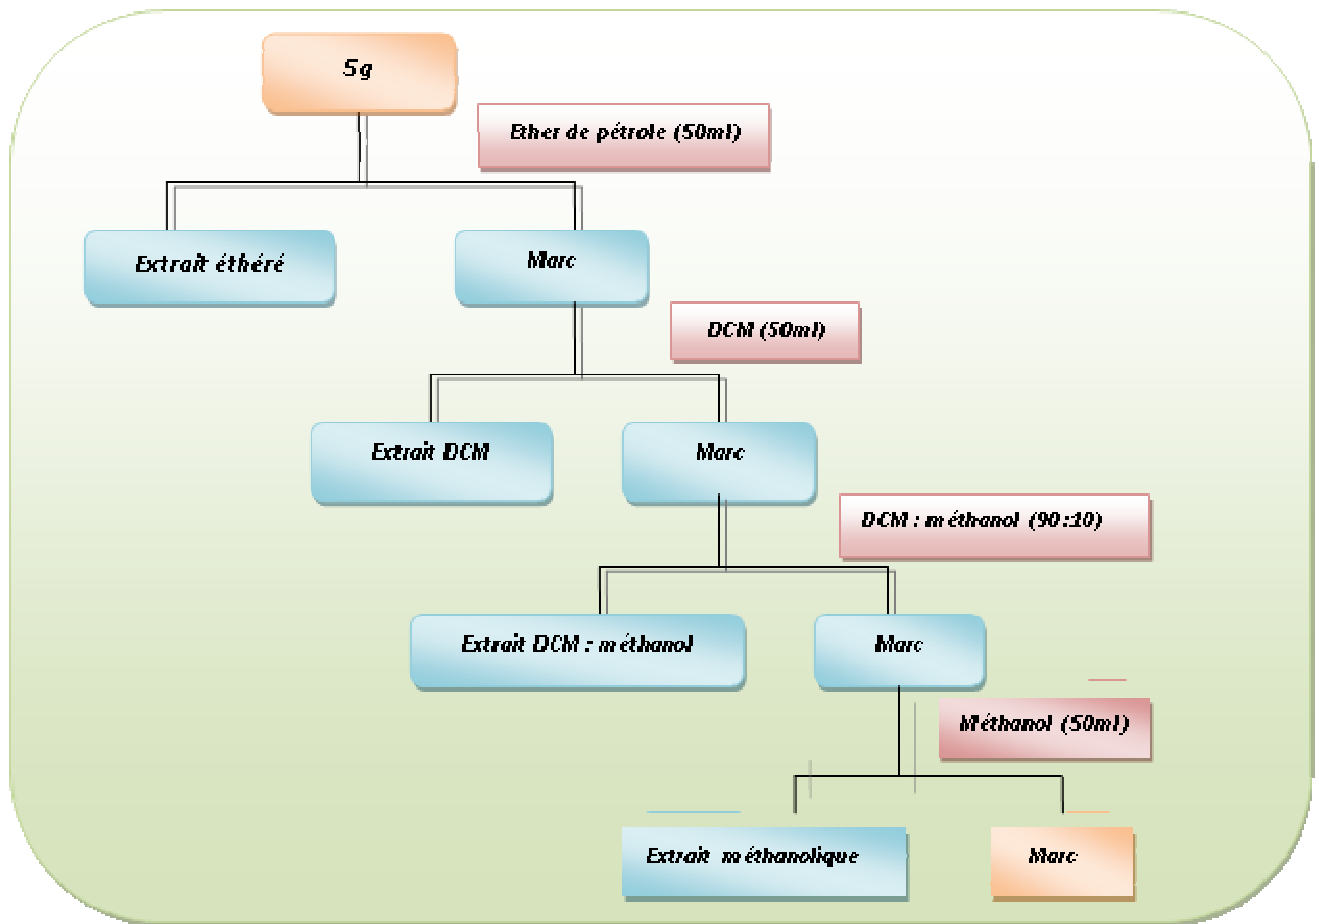 5g
Ether de pétrole (50ml)
Extrait éthéré
Marc
DCM (50ml)
Extrait DCM
Marc
DCM : méthanol (90:10)
Extrait DCM : méthanol
Marc
Méthanol (50ml)
Extrait méthanolique
Marc